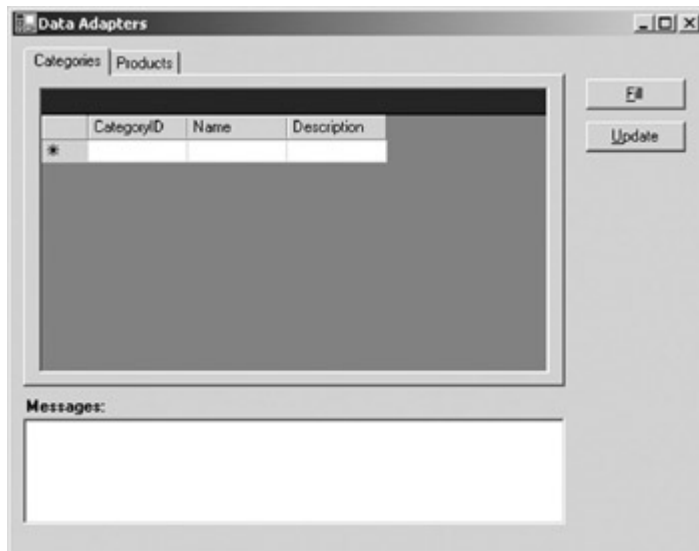 Data Adapters
Categories Products
Fill
CategoryID Name Description
Update
*
Messages: